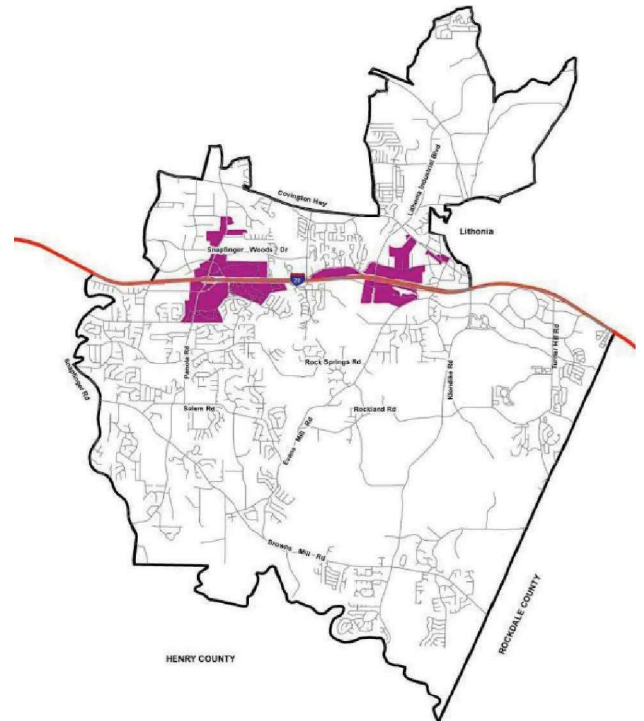 Lithonia Industrial Blvd
Covington Hwy
Lithonia
Snapfinger Woods Dr
20
Panola Rd
Snapfinger Rd
Rock Springs Rd
Turner Hill Rd
Klondike Rd
Salem Rd
Rockland Rd
Evans - Mill - Rd
Browns - Mill - Rd
ROCKDALE COUNTY
HENRY COUNTY